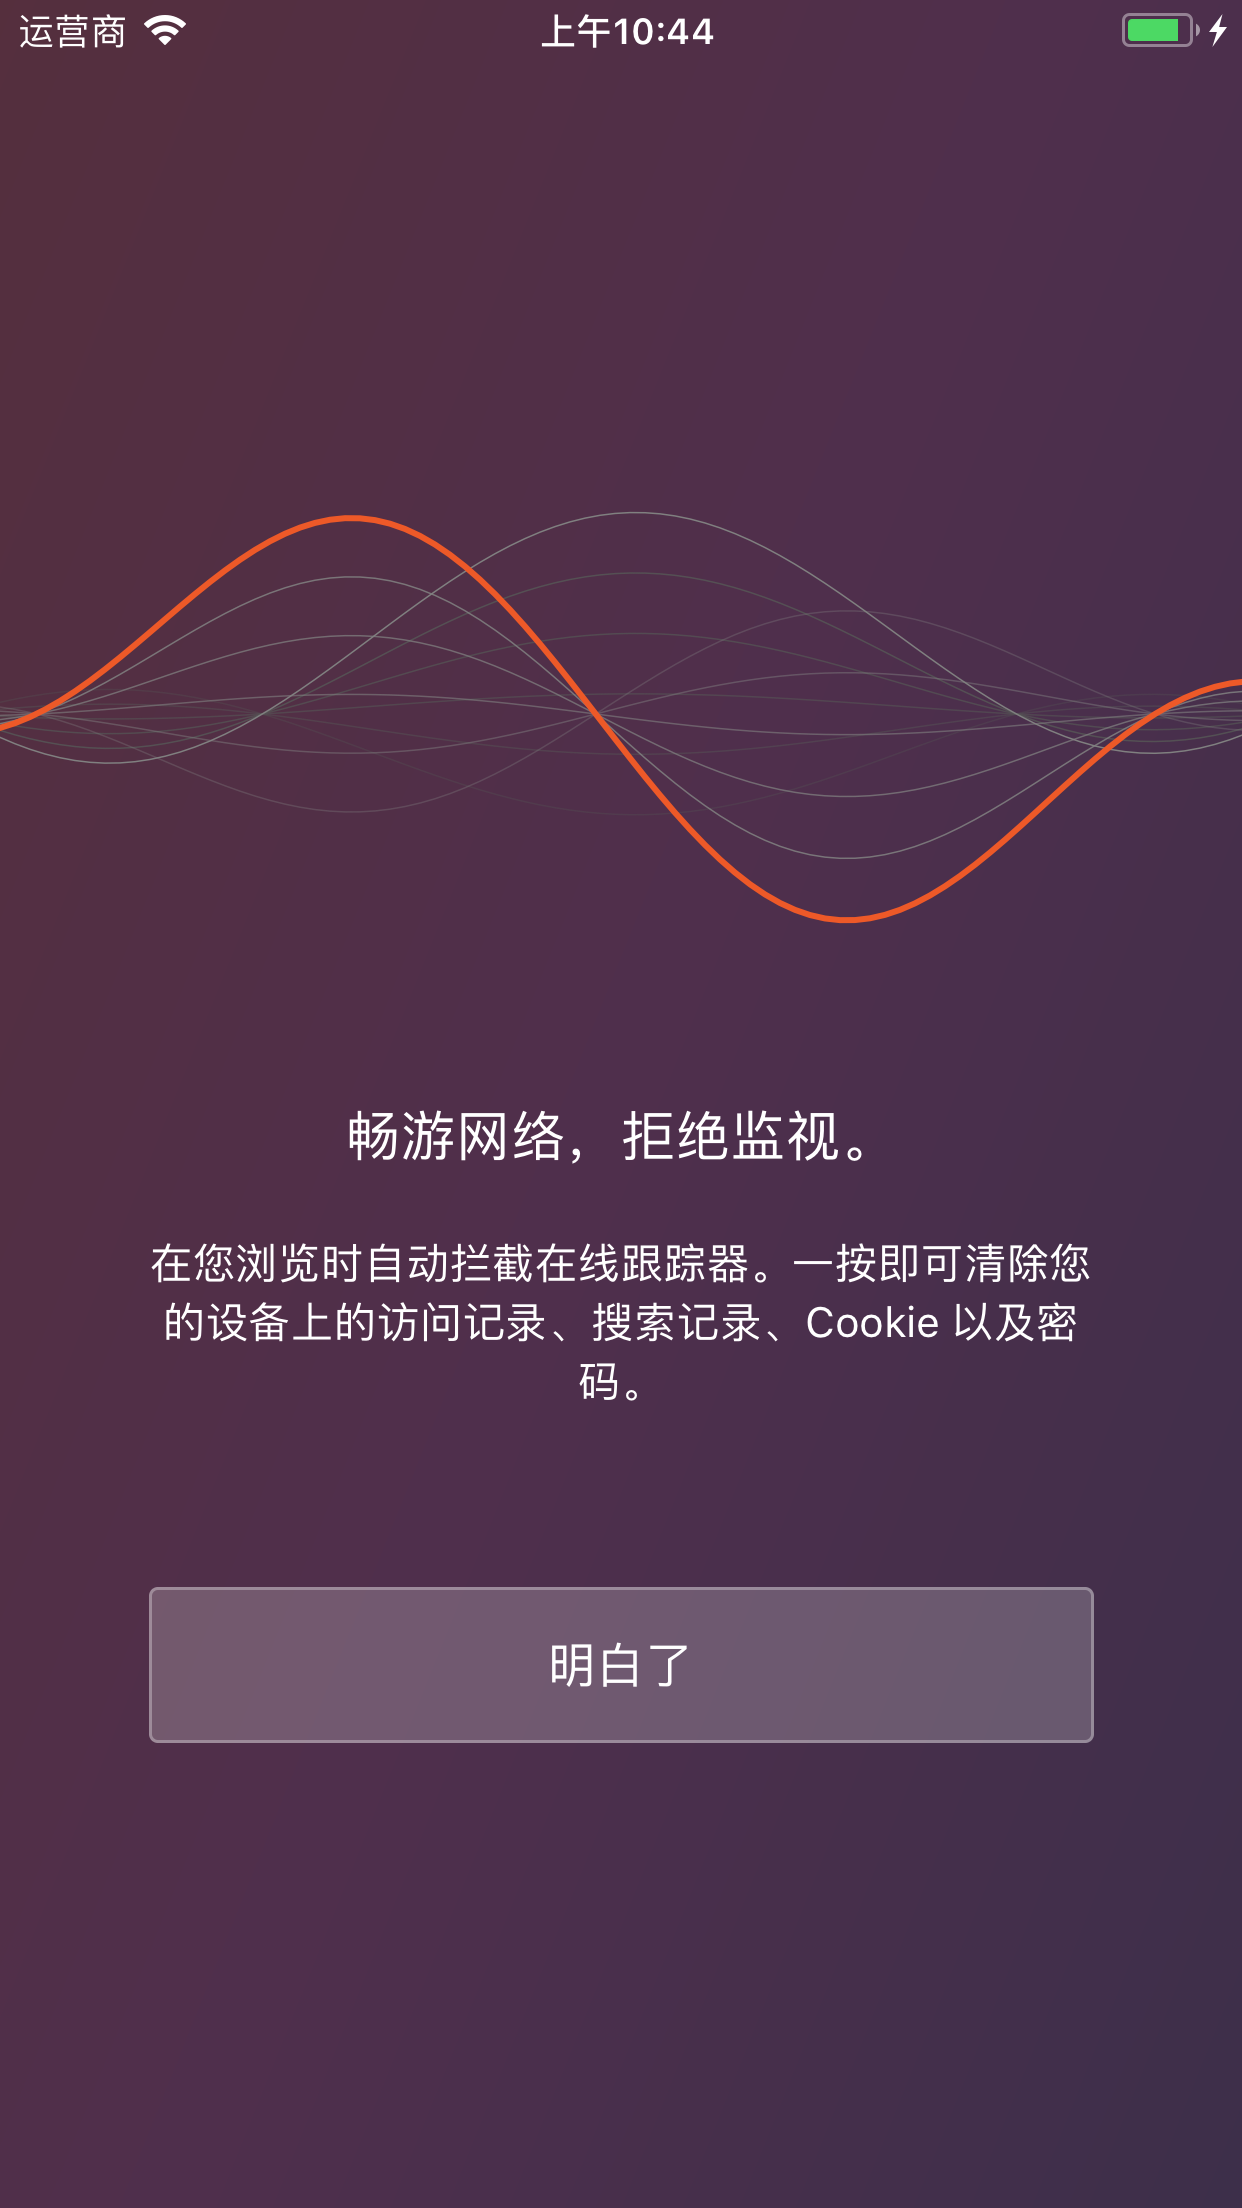 运营商
上午10:44
畅游网络，拒绝监视。
在您浏览时自动拦截在线跟踪器。一按即可清除您
的设备上的访问记录、搜索记录、Cookie 以及密
码。
明白了